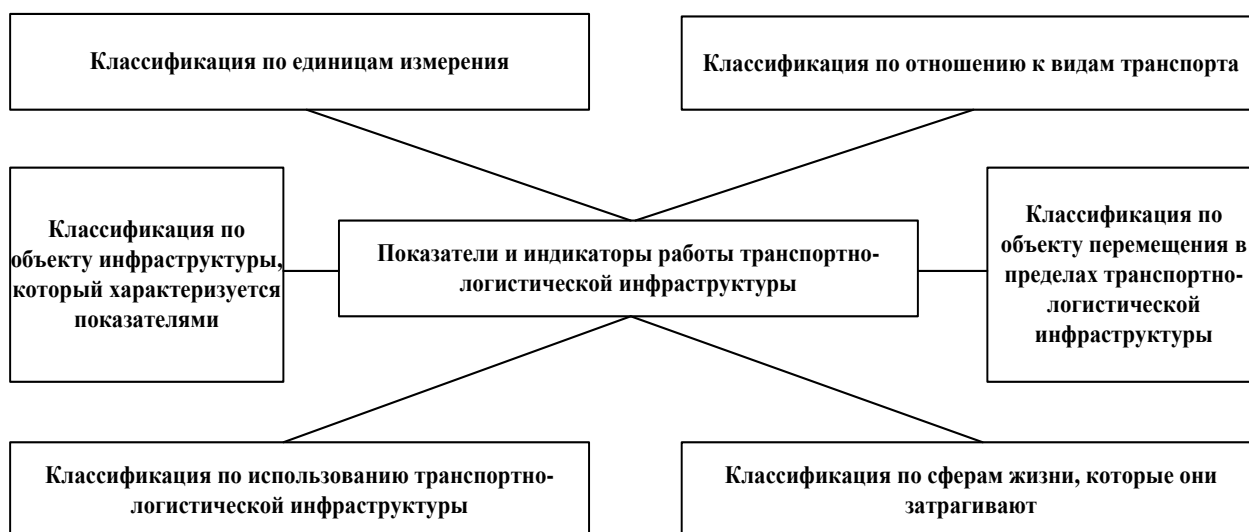 Классификация по единицам измерения
Классификация по отношению к видам транспорта
Классификация по
объекту инфраструктуры,
который характеризуется
показателями
Показатели и индикаторы работы транспортно-
логистической инфраструктуры
Классификация по
объекту перемещения в
пределах транспортно-
логистической
инфраструктуры
Классификация по использованию транспортно-
логистической инфраструктуры
Классификация по сферам жизни, которые они
затрагивают